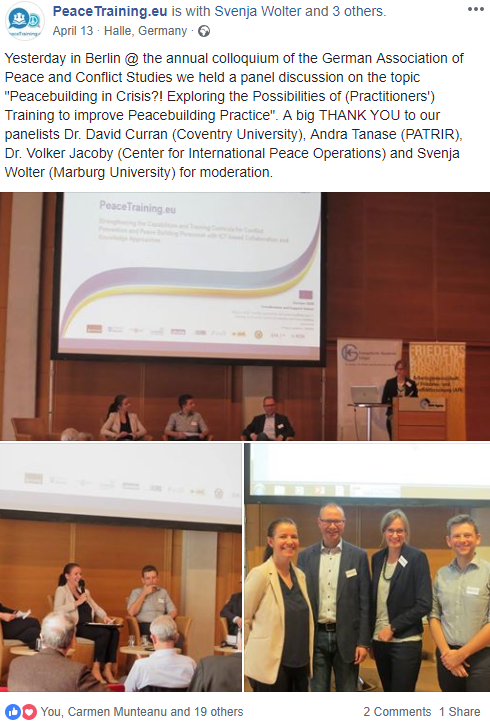 PeaceTraining.eu is with Svenja Wolter and 3 others.
April 13 · Halle, Germany ·
Yesterday in Berlin @ the annual colloquium of the German Association of
Peace and Conflict Studies we held a panel discussion on the topic
"Peacebuilding in Crisis?! Exploring the Possibilities of (Practitioners')
Training to improve Peacebuilding Practice". A big THANK YOU to our
panelists Dr. David Curran (Coventry University), Andra Tanase (PATRIR),
Dr. Volker Jacoby (Center for International Peace Operations) and Svenja
Wolter (Marburg University) for moderation.
PeaceTraining.eu
Strengthening the Capabilities and Training Curricula for Conflict
Prevention and Peace Building Personnel with ICT-based Collaboration and
Knowledge Approaches
You, Carmen Munteanu and 19 others
2 Comments 1 Share